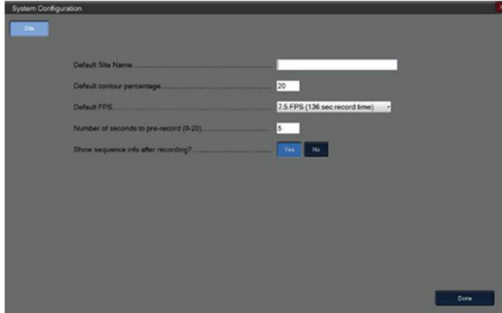 System Configuration
Site
Default Site Name
Default contour percentage 20
Default FPS 7.5 FPS (136 sec record time)
Number of seconds to pre-record (0-20) 5
Show sequence info after recording? Yes No
Done